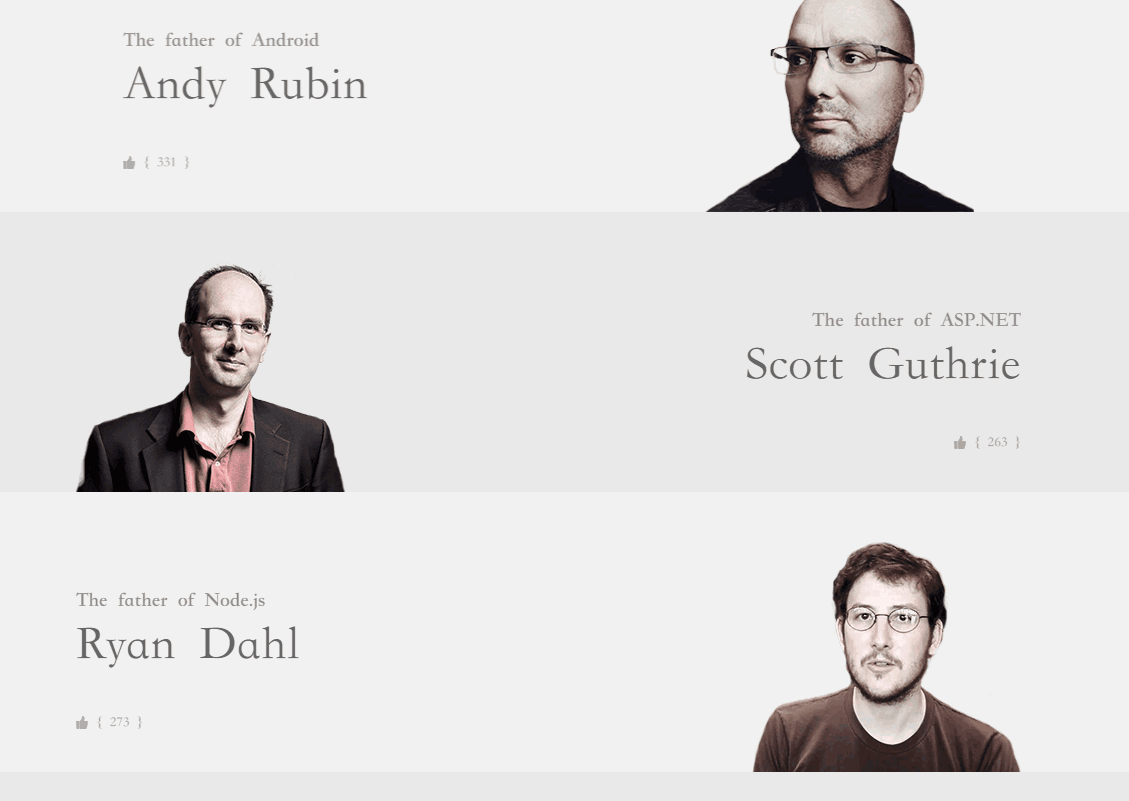 The father of Android
Andy Rubin
{ 331 }
The father of ASP.NET
Scott Guthrie
{ 263 }
The father of Node.js
Ryan Dahl
{ 273 }